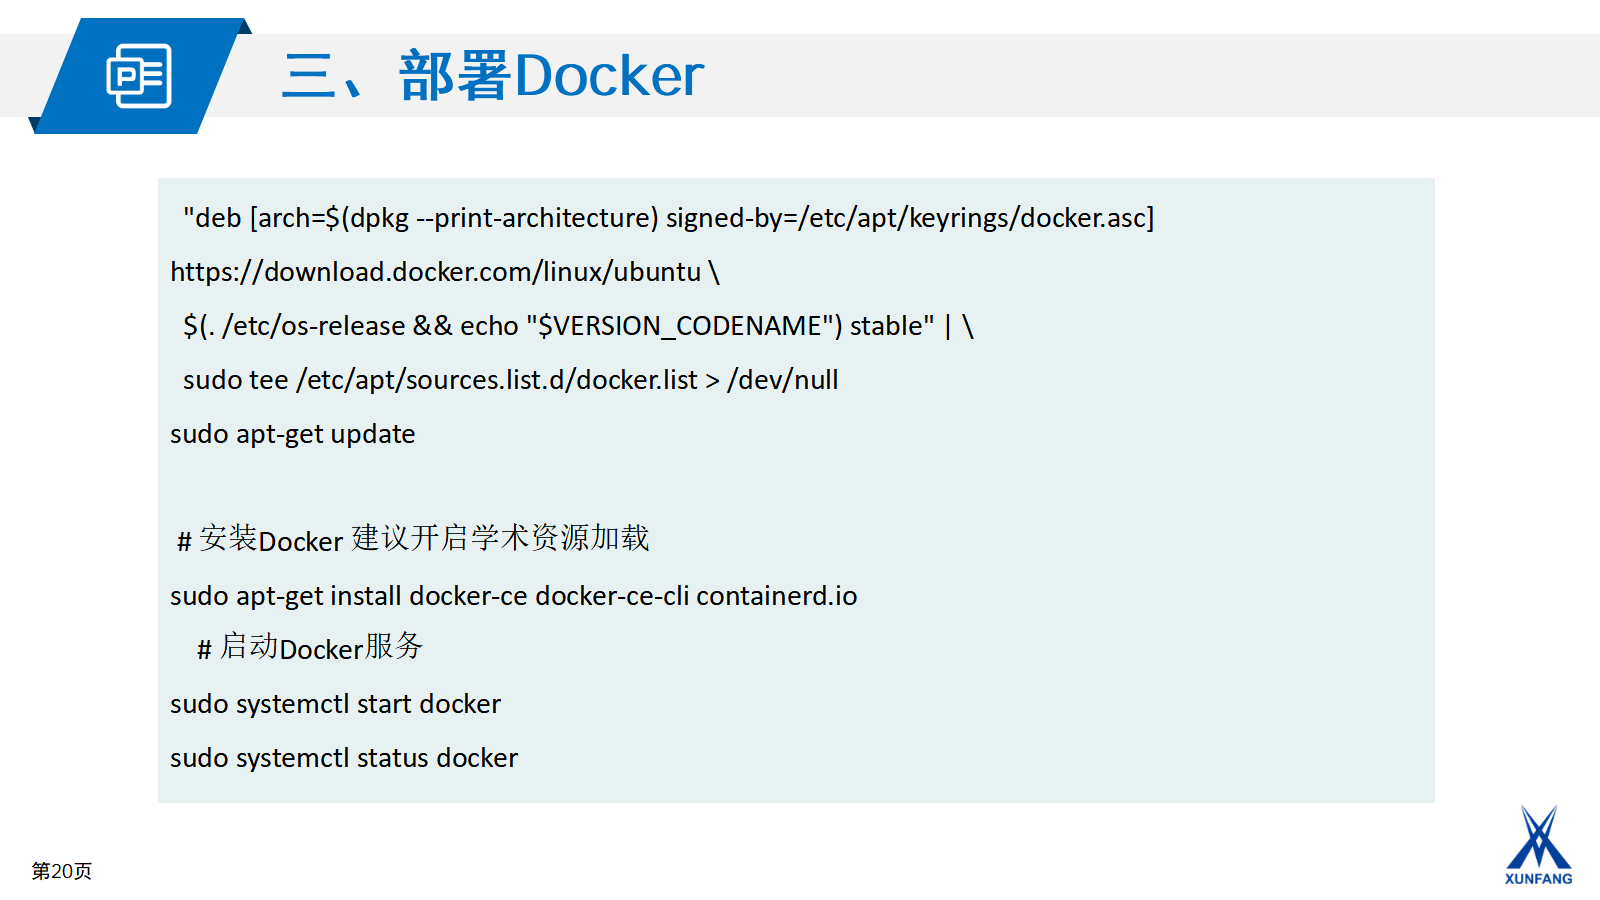 三、部署Docker
"deb [arch=$(dpkg --print-architecture) signed-by=/etc/apt/keyrings/docker.asc]
https://download.docker.com/linux/ubuntu \
$(. /etc/os-release && echo "$VERSION_CODENAME") stable" | \
sudo tee /etc/apt/sources.list.d/docker.list > /dev/null
sudo apt-get update
# 安装Docker 建议开启学术资源加载
sudo apt-get install docker-ce docker-ce-cli containerd.io
# 启动Docker服务
sudo systemctl start docker
sudo systemctl status docker
第20页
XUNFANG